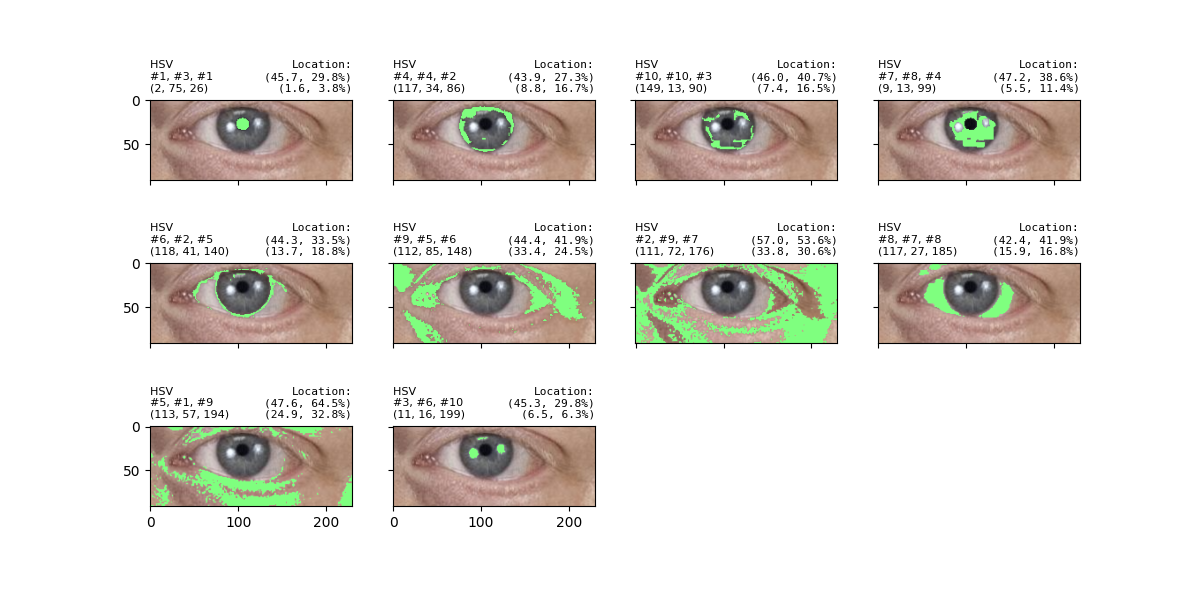 HSV Location:
#1, #3, #1 (45.7, 29.8%)
(2, 75, 26) (1.6, 3.8%)
HSV Location:
#4, #4, #2 (43.9, 27.3%)
(117, 34, 86) (8.8, 16.7%)
HSV Location:
#10, #10, #3 (46.0, 40.7%)
(149, 13, 90) (7.4, 16.5%)
HSV Location:
#7, #8, #4 (47.2, 38.6%)
(9, 13, 99) (5.5, 11.4%)
0
50
HSV Location:
#6, #2, #5 (44.3, 33.5%)
(118, 41, 140) (13.7, 18.8%)
HSV Location:
#9, #5, #6 (44.4, 41.9%)
(112, 85, 148) (33.4, 24.5%)
HSV Location:
#2, #9, #7 (57.0, 53.6%)
(111, 72, 176) (33.8, 30.6%)
HSV Location:
#8, #7, #8 (42.4, 41.9%)
(117, 27, 185) (15.9, 16.8%)
0
50
HSV Location:
#5, #1, #9 (47.6, 64.5%)
(113, 57, 194) (24.9, 32.8%)
HSV Location:
#3, #6, #10 (45.3, 29.8%)
(11, 16, 199) (6.5, 6.3%)
0
50
0 100 200
0 100 200